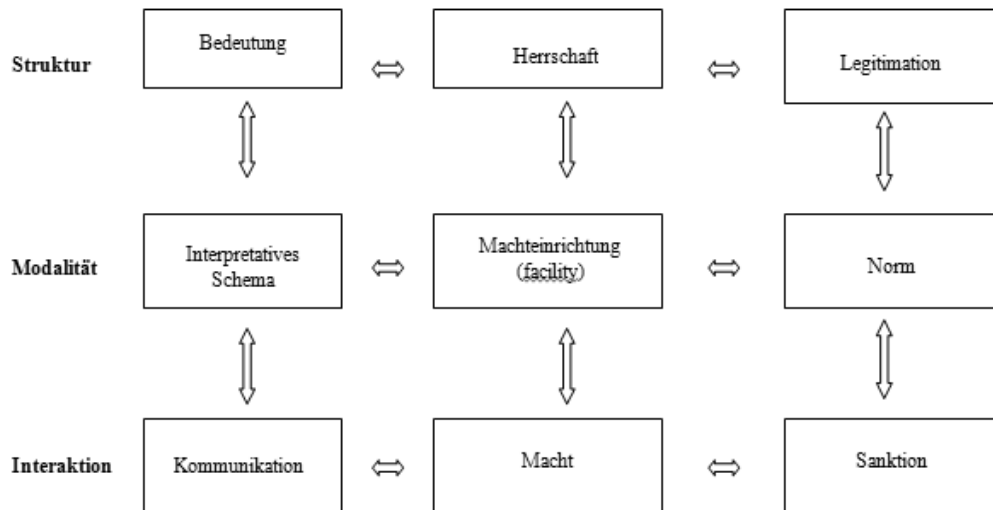 Struktur
Bedeutung
Herrschaft
Legitimation
Modalität
Interpretatives
Schema
Machteinrichtung
(facility)
Norm
Interaktion
Kommunikation
Macht
Sanktion